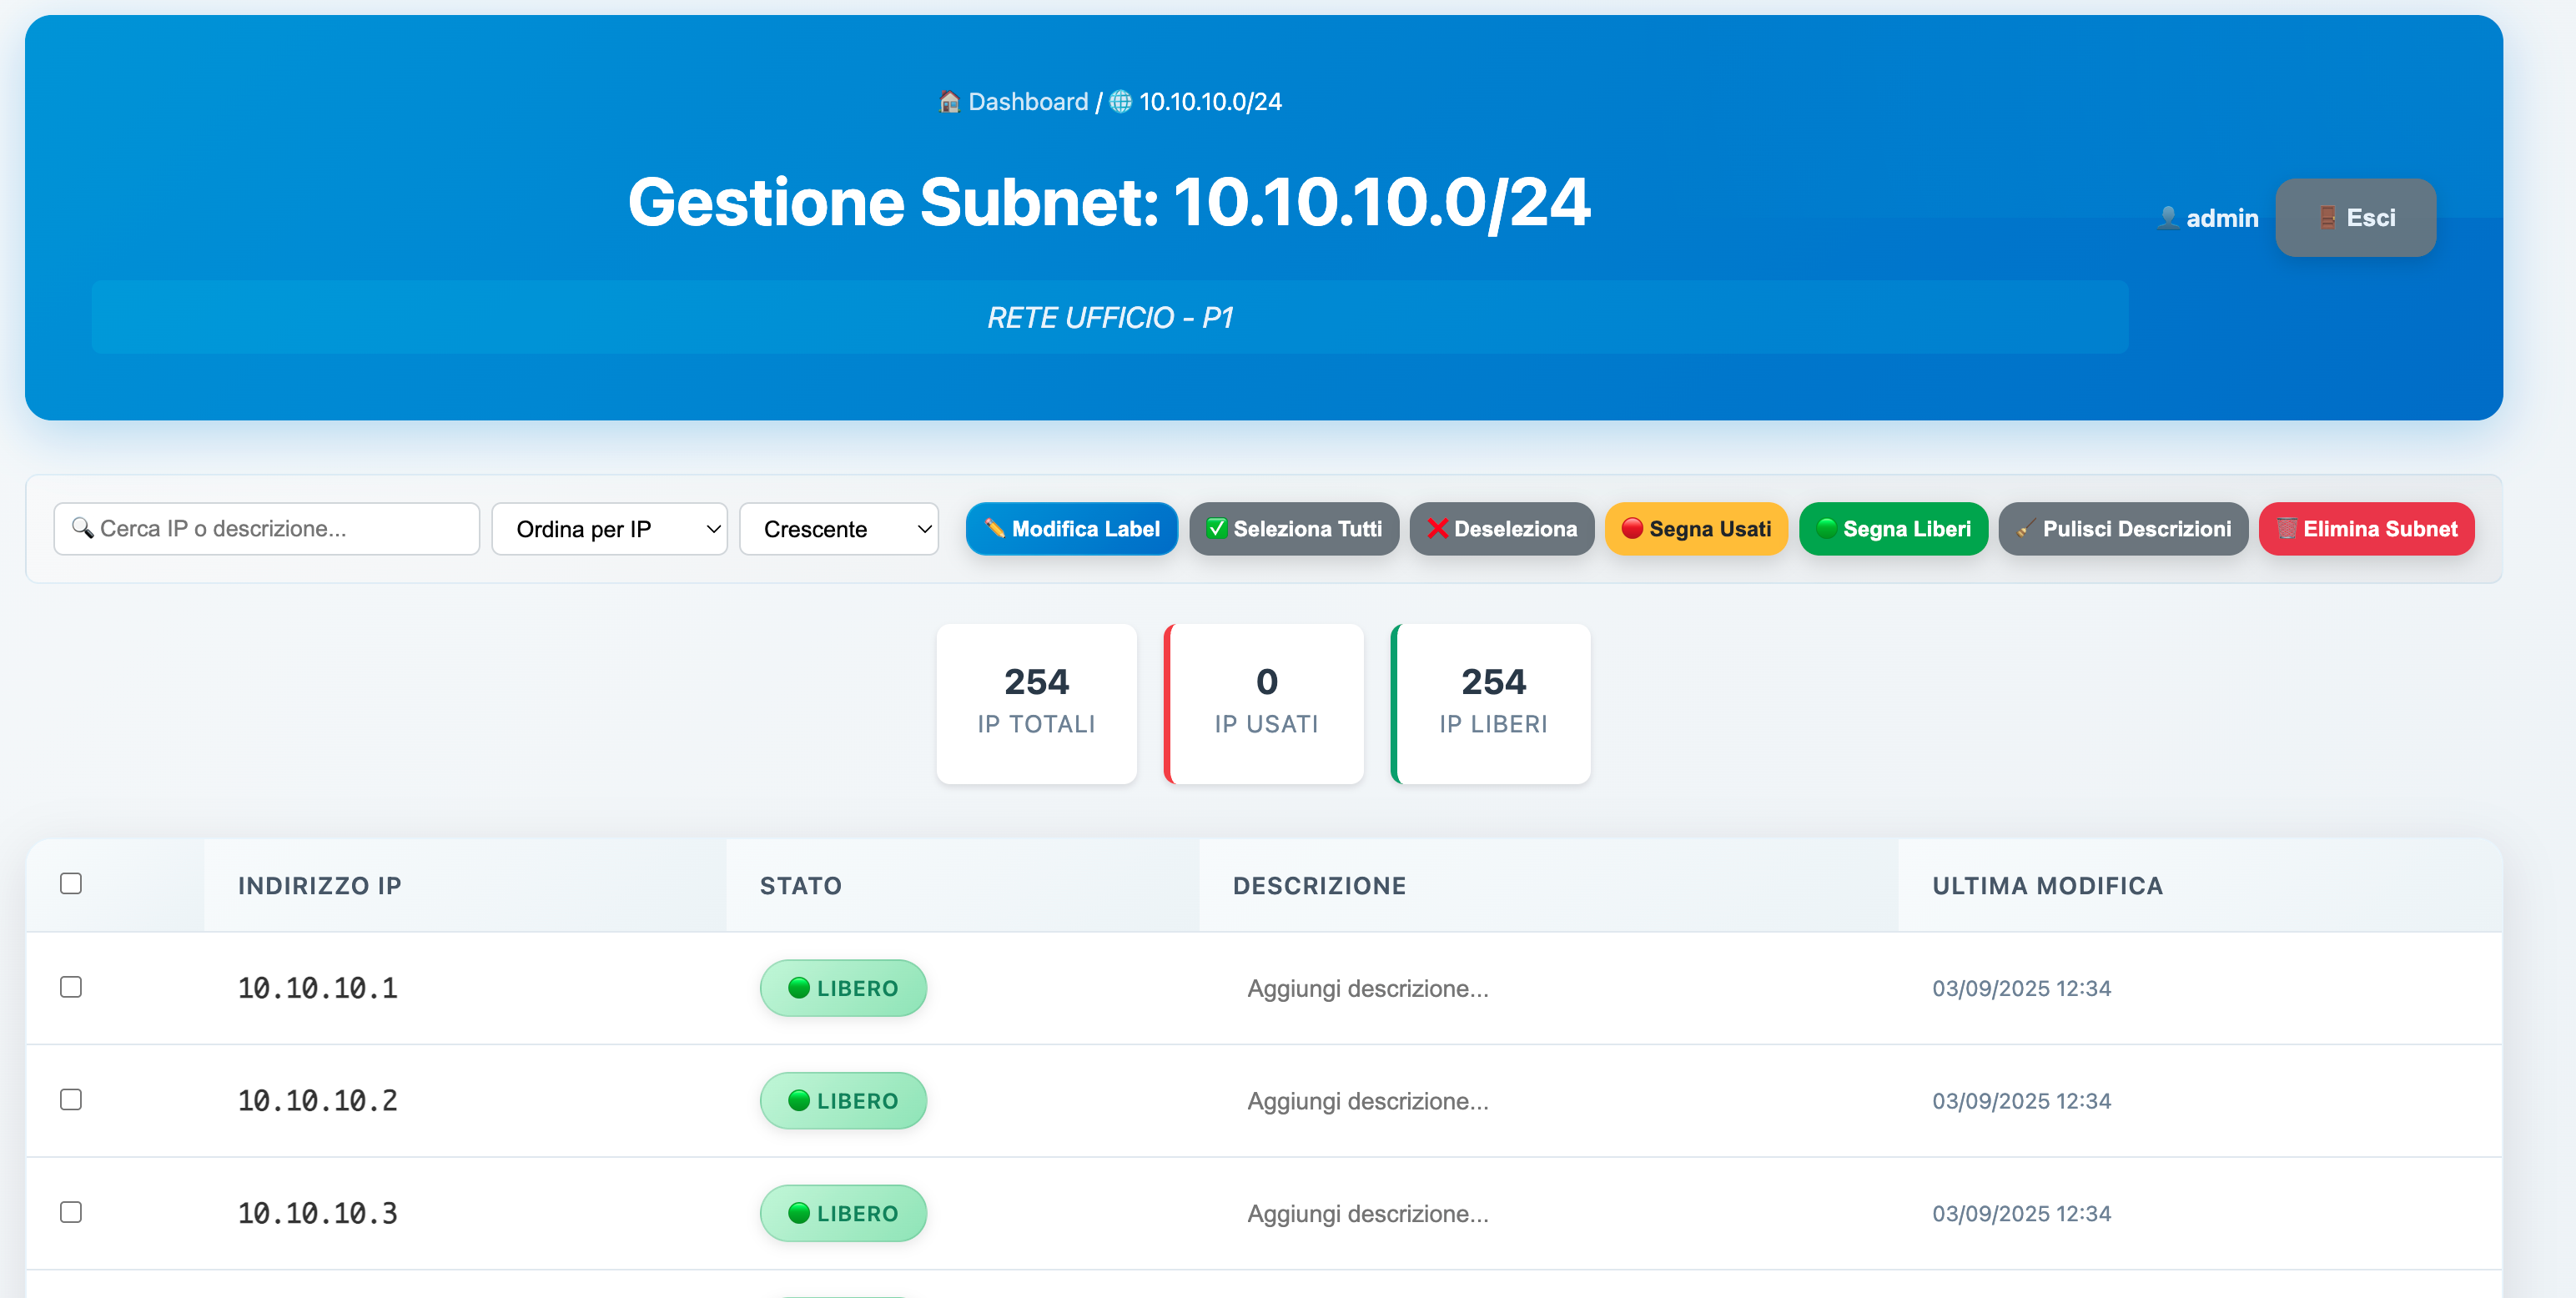 🏠 Dashboard / 🌐 10.10.10.0/24
Gestione Subnet: 10.10.10.0/24
👤 admin
🚪 Esci
RETE UFFICIO - P1
🔍 Cerca IP o descrizione...
Ordina per IP
Crescente
✏️ Modifica Label
✅ Seleziona Tutti
❌ Deseleziona
🔴 Segna Usati
🟢 Segna Liberi
🧹 Pulisci Descrizioni
🗑️ Elimina Subnet
254
IP TOTALI
0
IP USATI
254
IP LIBERI
INDIRIZZO IP STATO DESCRIZIONE ULTIMA MODIFICA
10.10.10.1 🟢 LIBERO Aggiungi descrizione... 03/09/2025 12:34
10.10.10.2 🟢 LIBERO Aggiungi descrizione... 03/09/2025 12:34
10.10.10.3 🟢 LIBERO Aggiungi descrizione... 03/09/2025 12:34